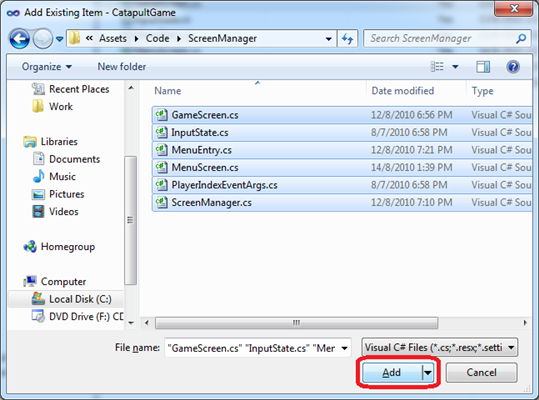 Add Existing Item - CatapultGame
« Assets ▸ Code ▸ ScreenManager
Search ScreenManager
Organize ▾ New folder
Name Date modified Type
Recent Places
Work
Libraries
Documents
Music
Pictures
Videos
Homegroup
Computer
Local Disk (C:)
DVD Drive (F:) CD
GameScreen.cs 12/8/2010 6:56 PM Visual C# Sou
InputState.cs 8/7/2010 6:58 PM Visual C# Sou
MenuEntry.cs 12/8/2010 7:21 PM Visual C# Sou
MenuScreen.cs 14/8/2010 1:39 PM Visual C# Sou
PlayerIndexEventArgs.cs 8/7/2010 6:58 PM Visual C# Sou
ScreenManager.cs 12/8/2010 7:10 PM Visual C# Sou
File name: "GameScreen.cs" "InputState.cs" "Mer
Visual C# Files (*.cs;*.resx;*.setti
Add
Cancel